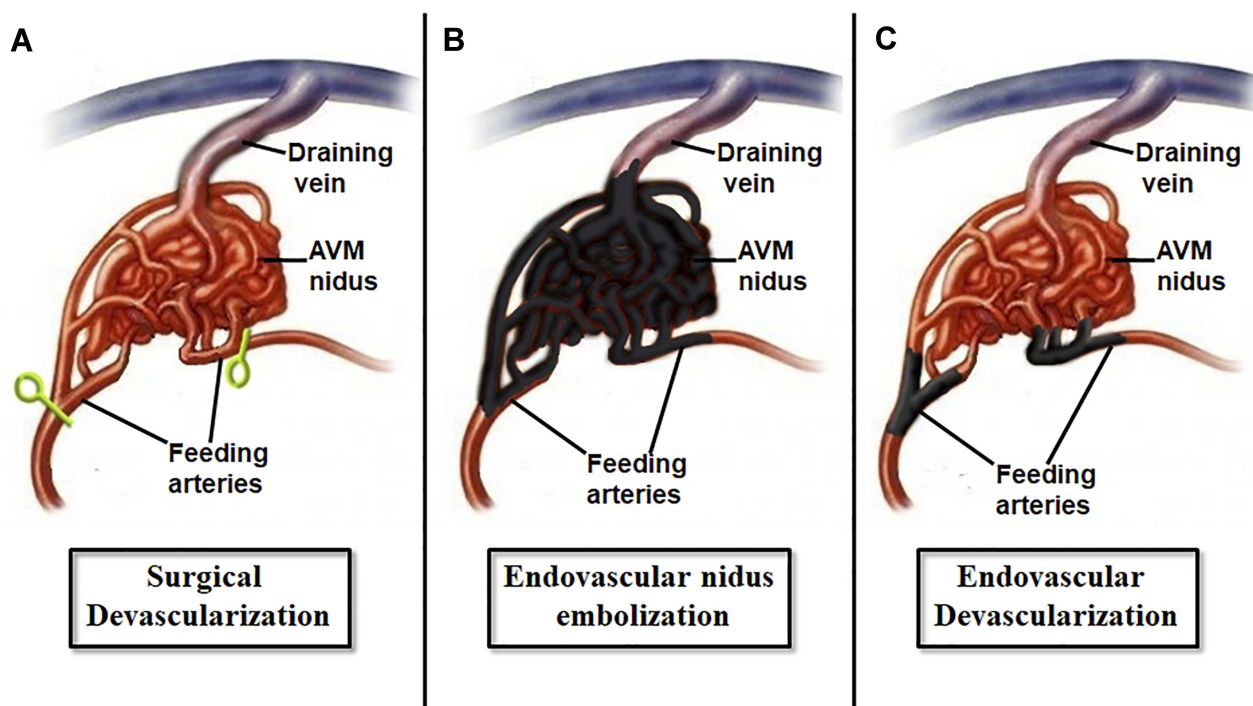 A
Draining
vein
AVM
nidus
Feeding
arteries
Surgical
Devascularization
B
Draining
vein
AVM
nidus
Feeding
arteries
Endovascular nidus
embolization
C
Draining
vein
AVM
nidus
Feeding
arteries
Endovascular
Devascularization